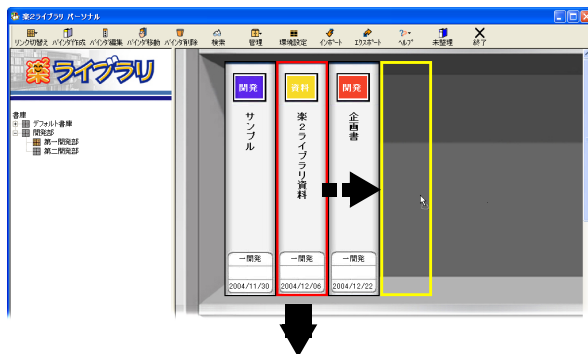 楽2ライブラリ パーソナル
リンク切替え バインダ作成 バインダ編集 バインダ移動 バインダ削除 検索 管理 環境設定 インポート エクスポート ヘルプ 未整理 終了
楽ライブラリ
書庫
デフォルト書庫
開発部
第一開発部
第二開発部
開発
サンプル
一開発
2004/11/30
資料
楽2ライブラリ資料
一開発
2004/12/06
開発
企画書
一開発
2004/12/22